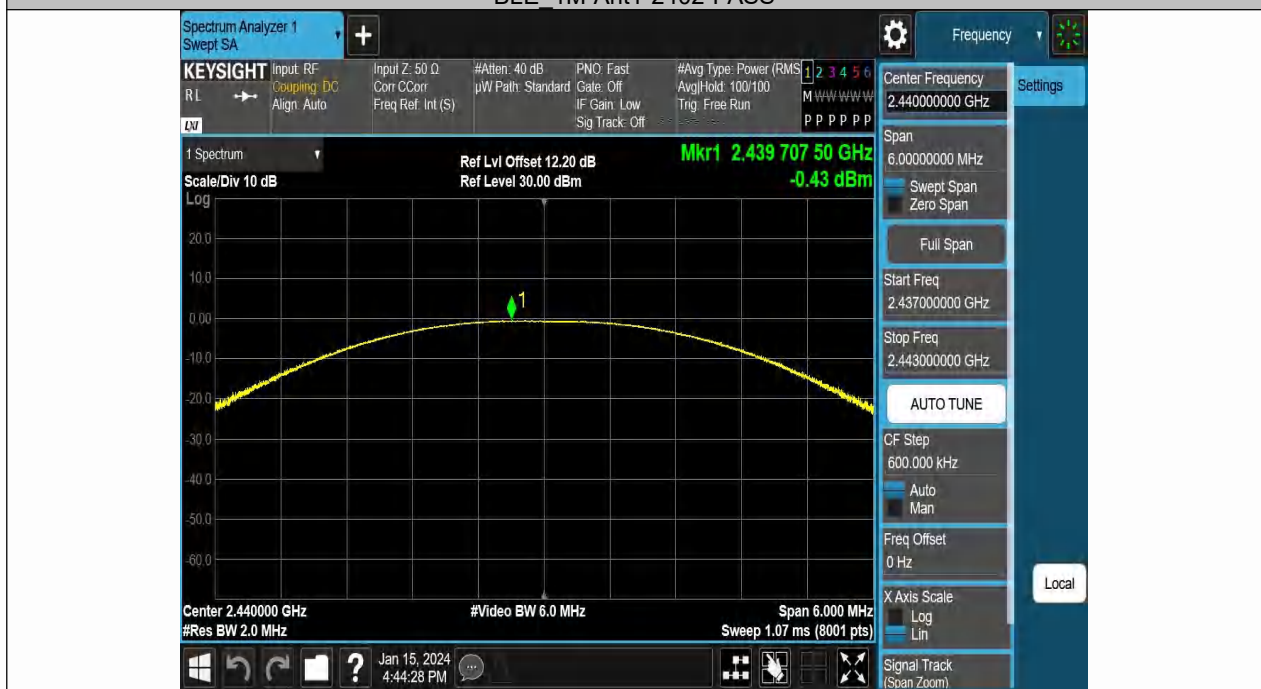 Spectrum Analyzer 1
Swept SA
Frequency
KEYSIGHT
RL
LXI
Input: RF
Coupling: DC
Align: Auto
Input Z: 50 Ω
Corr CCorr
Freq Ref: Int (S)
#Atten: 40 dB
µW Path: Standard
PNO: Fast
Gate: Off
IF Gain: Low
Sig Track: Off
#Avg Type: Power (RMS
Avg|Hold: 100/100
Trig: Free Run
1 2 3 4 5 6
M W W W W W
P P P P P P
Center Frequency
2.440000000 GHz
Settings
Span
6.00000000 MHz
Swept Span
Zero Span
Full Span
Start Freq
2.437000000 GHz
Stop Freq
2.443000000 GHz
AUTO TUNE
CF Step
600.000 kHz
Auto
Man
Freq Offset
0 Hz
X Axis Scale
Log
Lin
Signal Track
(Span Zoom)
Local
1 Spectrum
Scale/Div 10 dB
Log
Ref Lvl Offset 12.20 dB
Ref Level 30.00 dBm
Mkr1 2.439 707 50 GHz
-0.43 dBm
20.0
10.0
1
0.00
-10.0
-20.0
-30.0
-40.0
-50.0
-60.0
Center 2.440000 GHz
#Res BW 2.0 MHz
#Video BW 6.0 MHz
Span 6.000 MHz
Sweep 1.07 ms (8001 pts)
?
Jan 15, 2024
4:44:28 PM